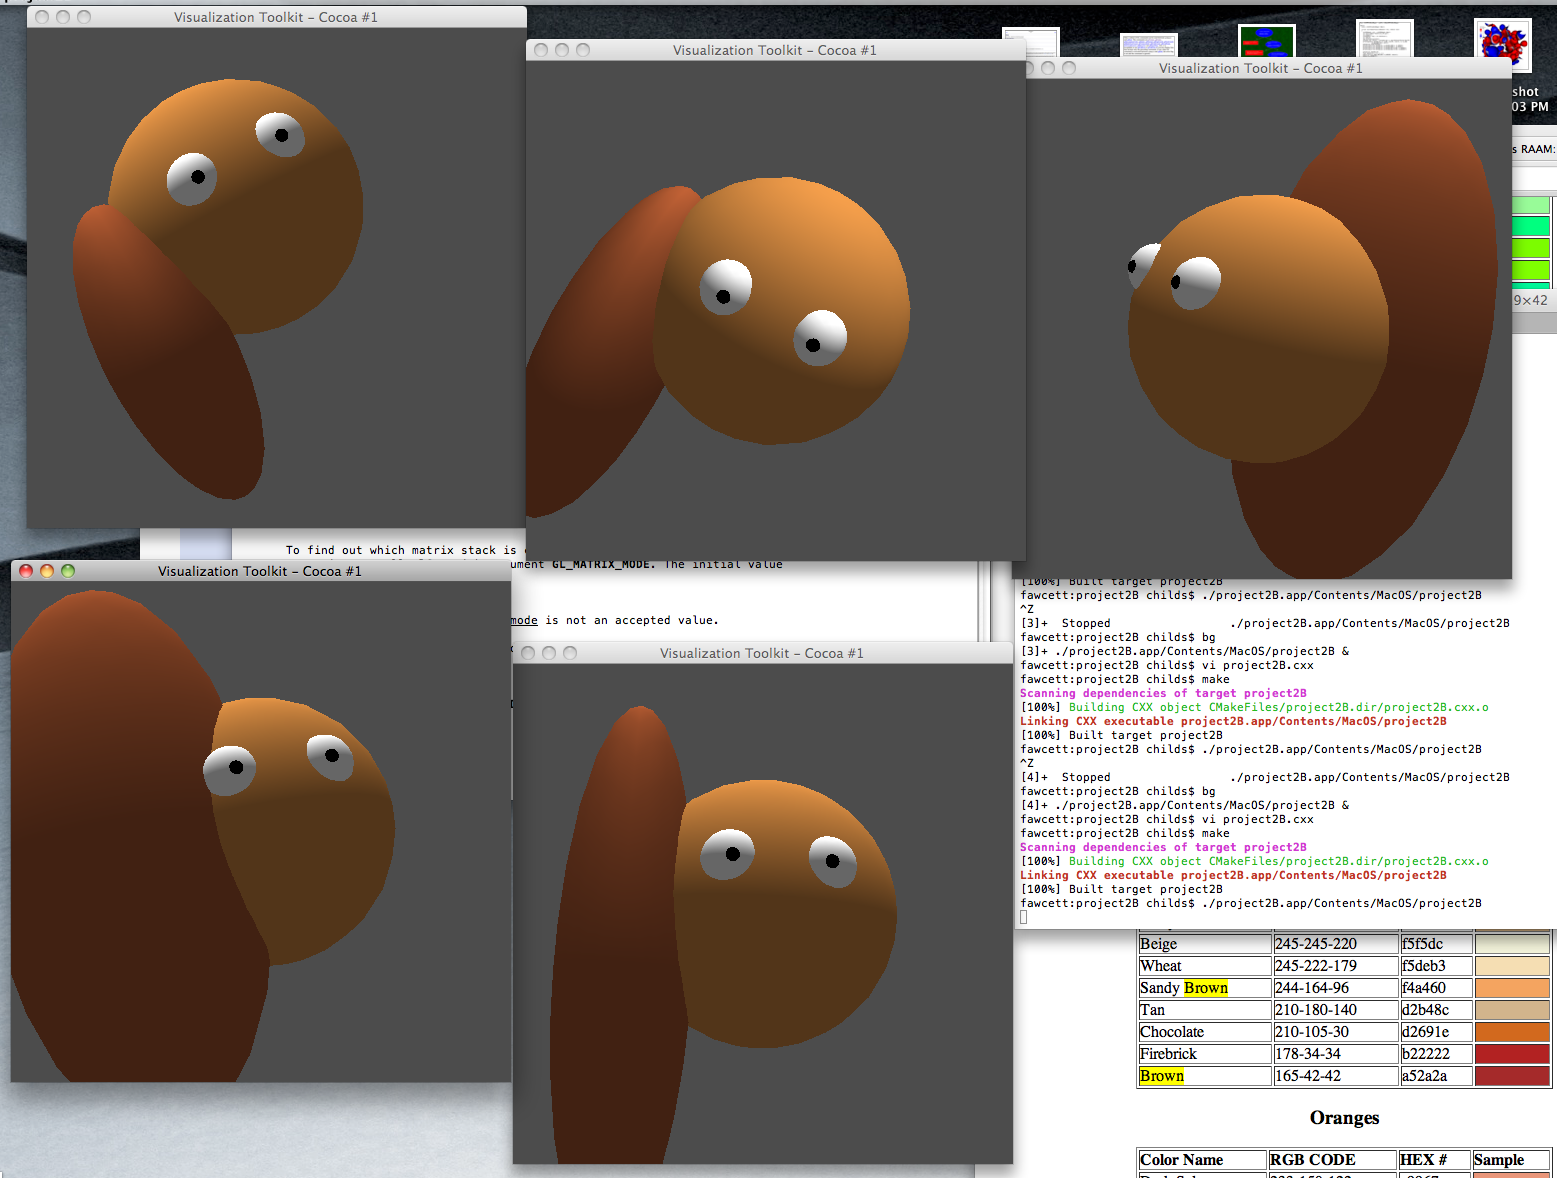 Visualization Toolkit – Cocoa #1
Visualization Toolkit – Cocoa #1
Visualization Toolkit – Cocoa #1
shot
03 PM
s RAAM:
9×42
To find out which matrix stack is
ument GL_MATRIX_MODE. The initial value
mode is not an accepted value.
Visualization Toolkit – Cocoa #1
Visualization Toolkit – Cocoa #1
[100%] Built target project2B
fawcett:project2B childs$ ./project2B.app/Contents/MacOS/project2B
^Z
[3]+  Stopped                 ./project2B.app/Contents/MacOS/project2B
fawcett:project2B childs$ bg
[3]+ ./project2B.app/Contents/MacOS/project2B &
fawcett:project2B childs$ vi project2B.cxx
fawcett:project2B childs$ make
Scanning dependencies of target project2B
[100%] Building CXX object CMakeFiles/project2B.dir/project2B.cxx.o
Linking CXX executable project2B.app/Contents/MacOS/project2B
[100%] Built target project2B
fawcett:project2B childs$ ./project2B.app/Contents/MacOS/project2B
^Z
[4]+  Stopped                 ./project2B.app/Contents/MacOS/project2B
fawcett:project2B childs$ bg
[4]+ ./project2B.app/Contents/MacOS/project2B &
fawcett:project2B childs$ vi project2B.cxx
fawcett:project2B childs$ make
Scanning dependencies of target project2B
[100%] Building CXX object CMakeFiles/project2B.dir/project2B.cxx.o
Linking CXX executable project2B.app/Contents/MacOS/project2B
[100%] Built target project2B
fawcett:project2B childs$ ./project2B.app/Contents/MacOS/project2B
Beige 245-245-220 f5f5dc
Wheat 245-222-179 f5deb3
Sandy Brown 244-164-96 f4a460
Tan 210-180-140 d2b48c
Chocolate 210-105-30 d2691e
Firebrick 178-34-34 b22222
Brown 165-42-42 a52a2a
Oranges
Color Name RGB CODE HEX # Sample